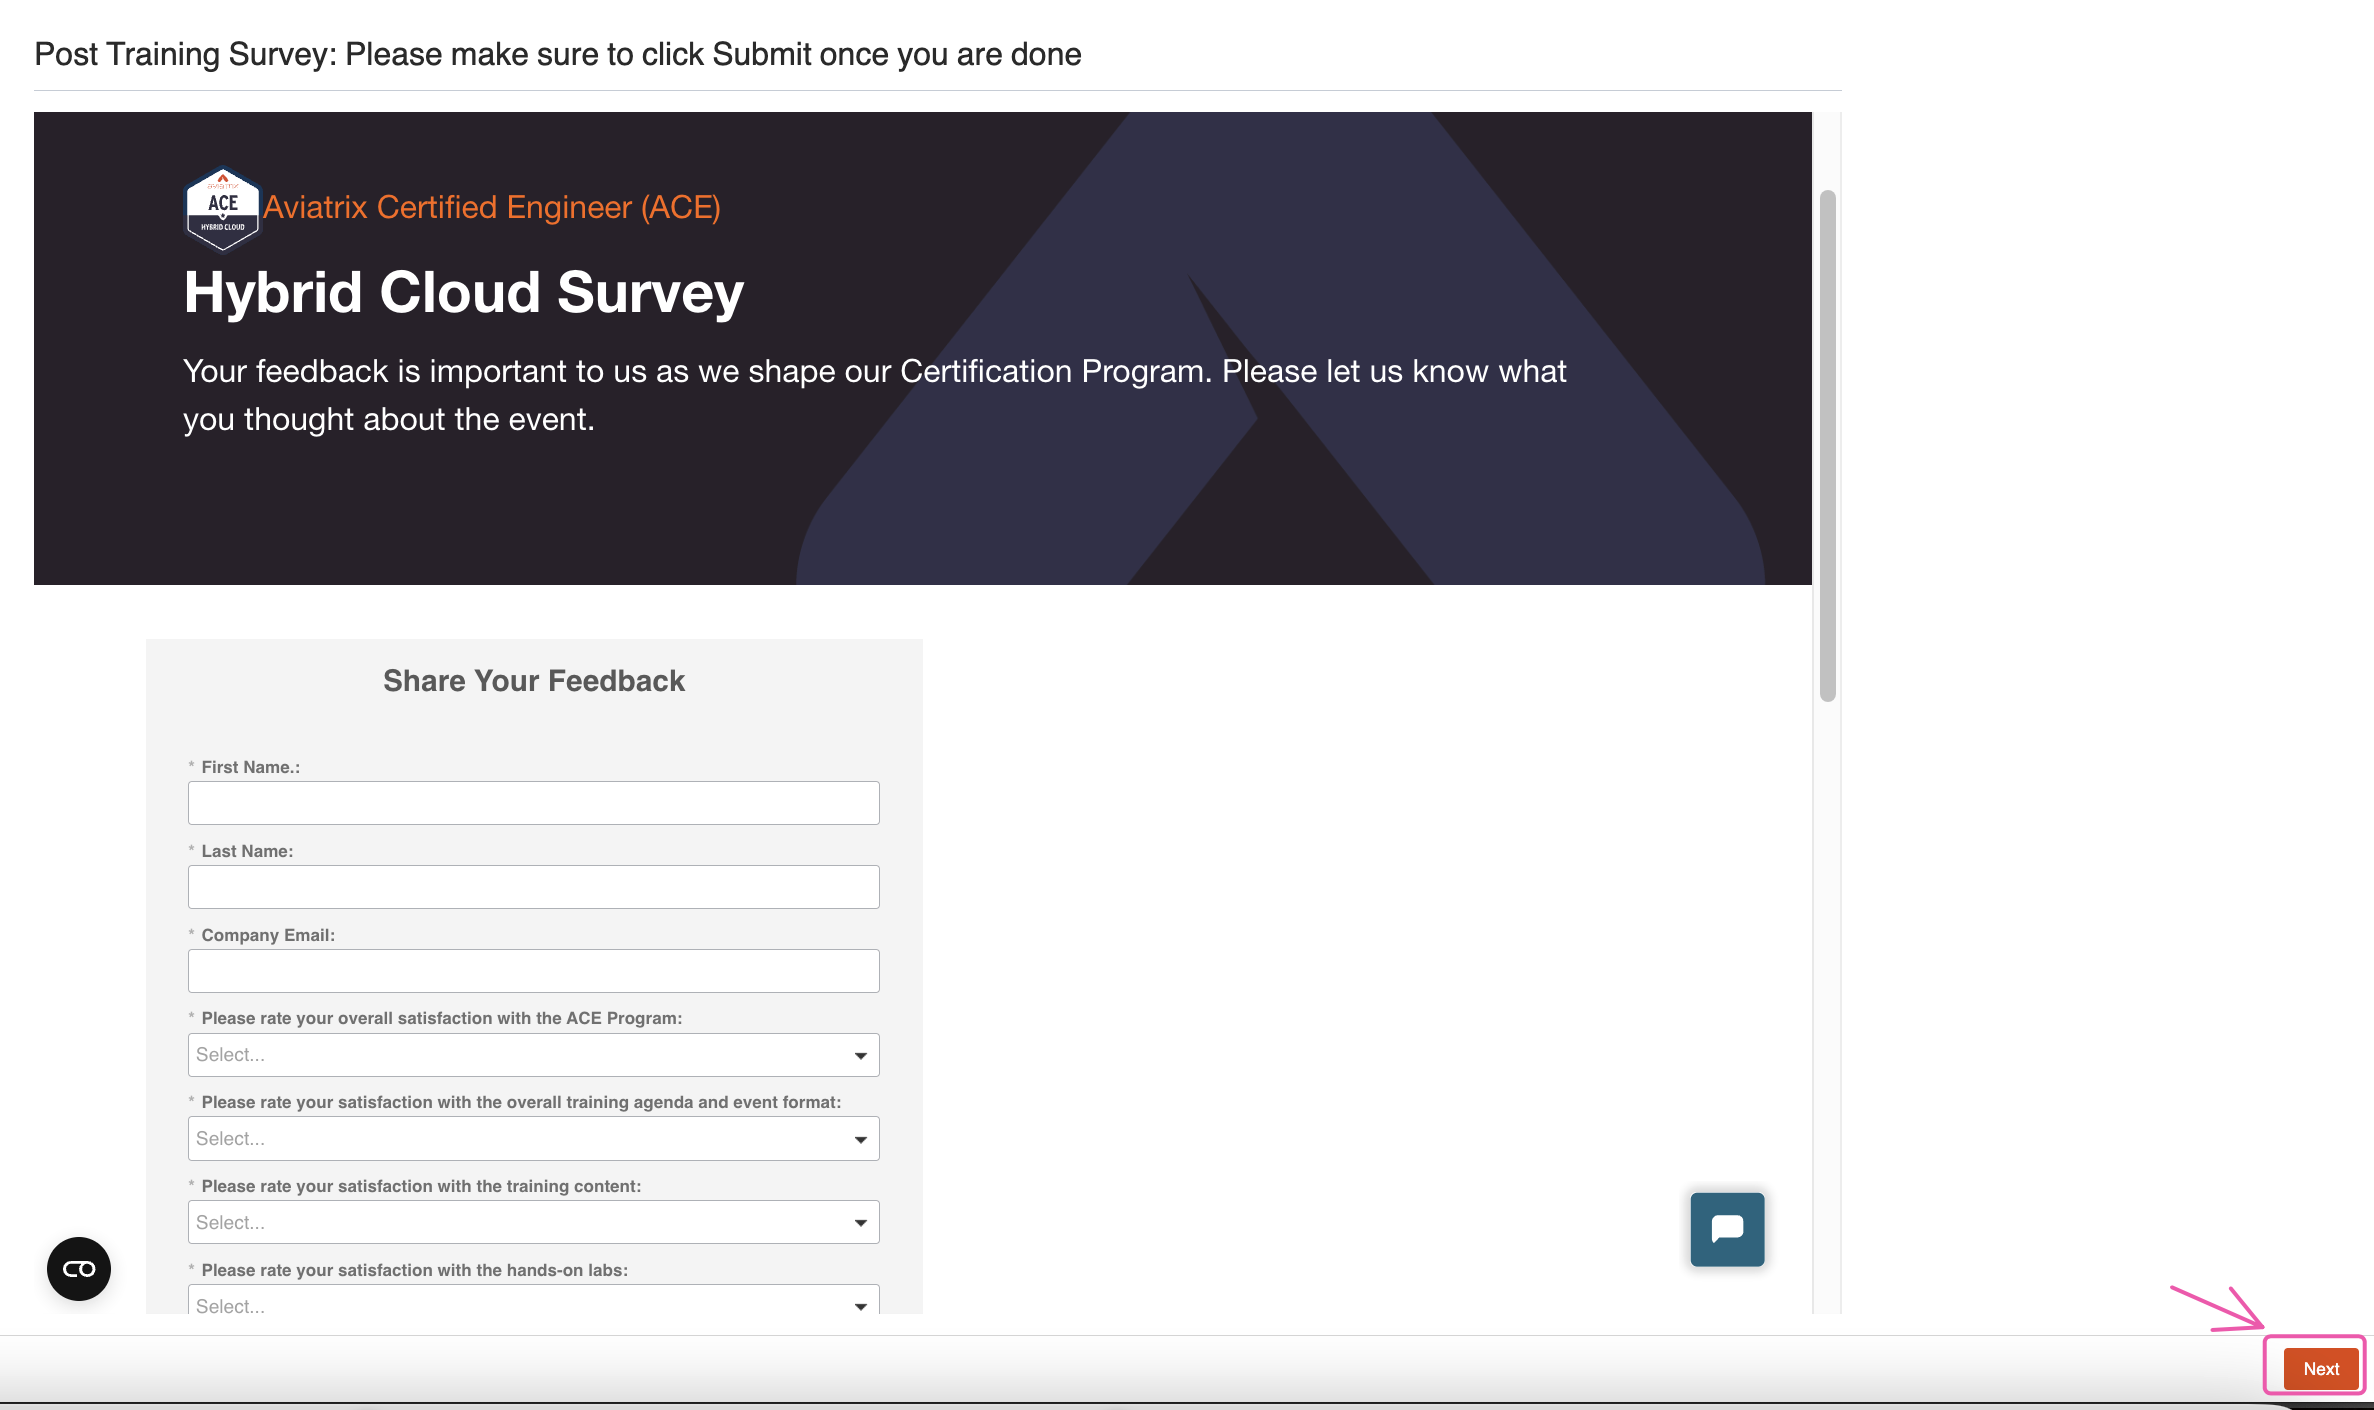 Post Training Survey: Please make sure to click Submit once you are done
aviatrix
ACE
HYBRID CLOUD
Aviatrix Certified Engineer (ACE)
Hybrid Cloud Survey
Your feedback is important to us as we shape our Certification Program. Please let us know what
you thought about the event.
Share Your Feedback
* First Name.:
* Last Name:
* Company Email:
* Please rate your overall satisfaction with the ACE Program:
Select...
* Please rate your satisfaction with the overall training agenda and event format:
Select...
* Please rate your satisfaction with the training content:
Select...
* Please rate your satisfaction with the hands-on labs:
Select...
Next